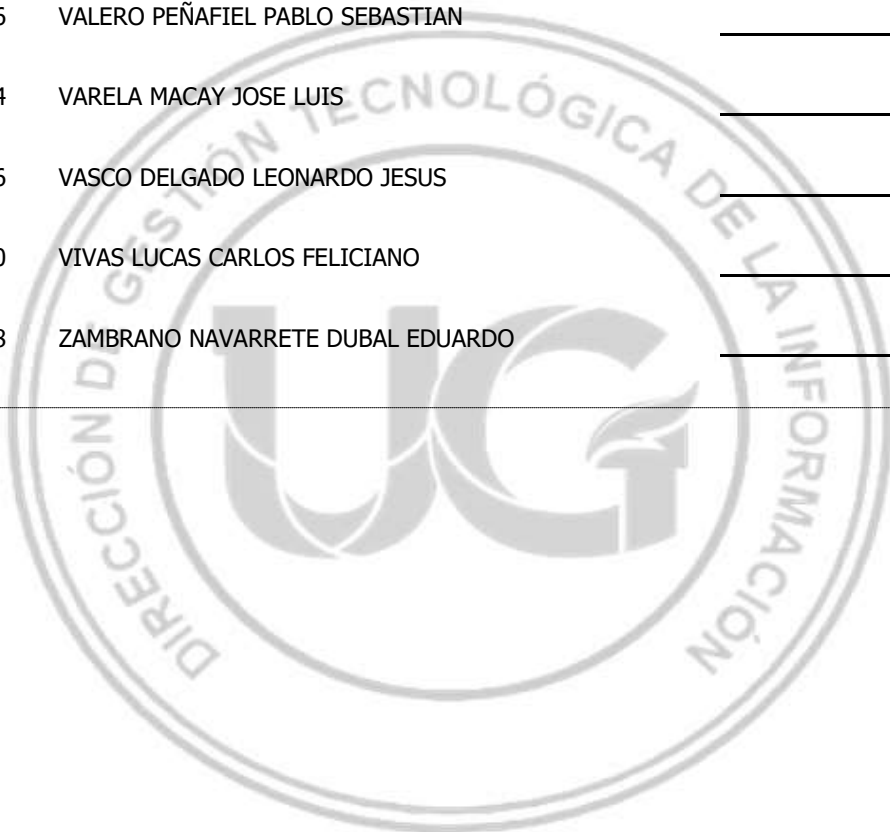 5 VALERO PEÑAFIEL PABLO SEBASTIAN
4 VARELA MACAY JOSE LUIS
5 VASCO DELGADO LEONARDO JESUS
0 VIVAS LUCAS CARLOS FELICIANO
3 ZAMBRANO NAVARRETE DUBAL EDUARDO
DIRECCIÓN DE GESTIÓN TECNOLÓGICA DE LA INFORMACIÓN
UG